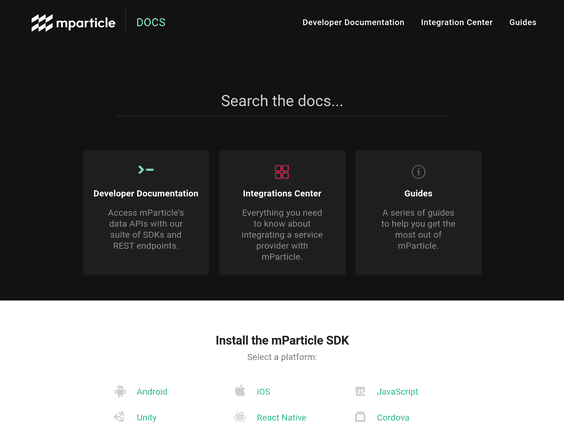 mparticle DOCS Developer Documentation Integration Center Guides
Search the docs...
Developer Documentation
Access mParticle's
data APIs with our
suite of SDKs and
REST endpoints.
Integrations Center
Everything you need
to know about
integrating a service
provider with
mParticle.
Guides
A series of guides
to help you get the
most out of
mParticle.
Install the mParticle SDK
Select a platform:
Android iOS JavaScript
Unity React Native Cordova